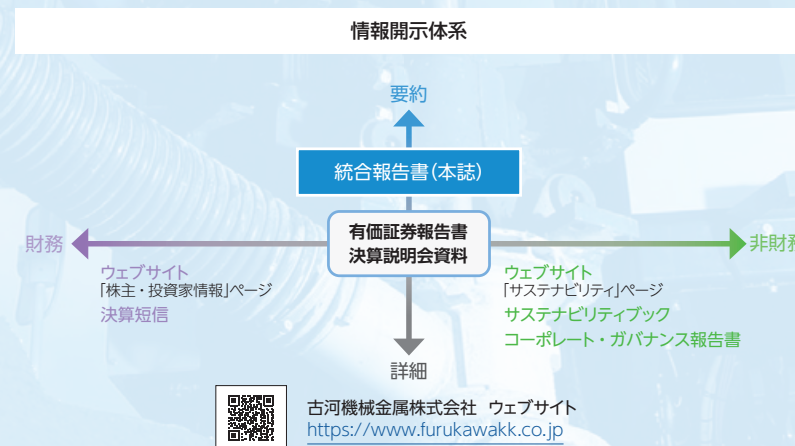 情報開示体系
要約
統合報告書(本誌)
有価証券報告書
決算説明会資料
財務
非財務
ウェブサイト
「株主・投資家情報」ページ
決算短信
ウェブサイト
「サステナビリティ」ページ
サステナビリティブック
コーポレート・ガバナンス報告書
詳細
古河機械金属株式会社 ウェブサイト
https://www.furukawakk.co.jp